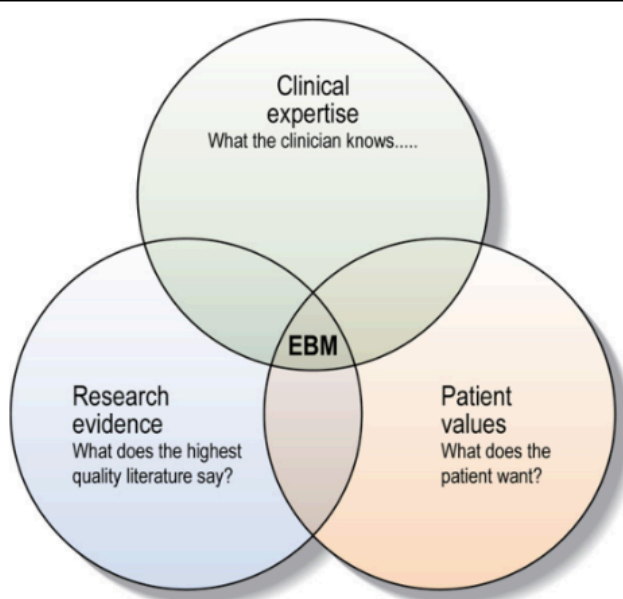 Clinical
expertise
What the clinician knows.....
EBM
Research
evidence
What does the highest
quality literature say?
Patient
values
What does the
patient want?